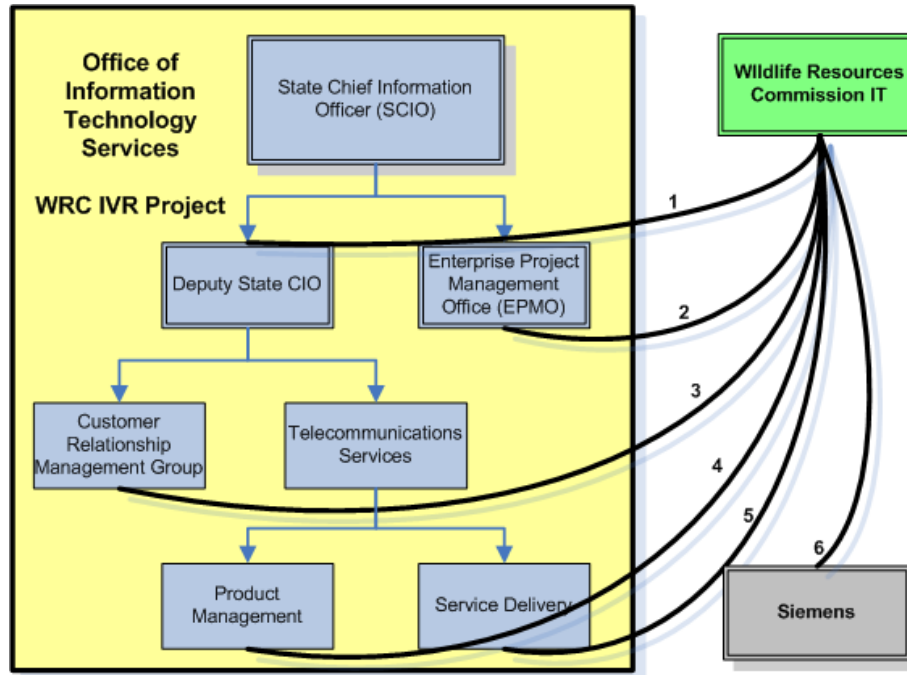 Office of
Information
Technology
Services
WRC IVR Project
State Chief Information
Officer (SCIO)
WIldlife Resources
Commission IT
1
Deputy State CIO
Enterprise Project
Management
Office (EPMO)
2
3
Customer
Relationship
Management Group
Telecommunications
Services
4
5
6
Product
Management
Service Delivery
Siemens